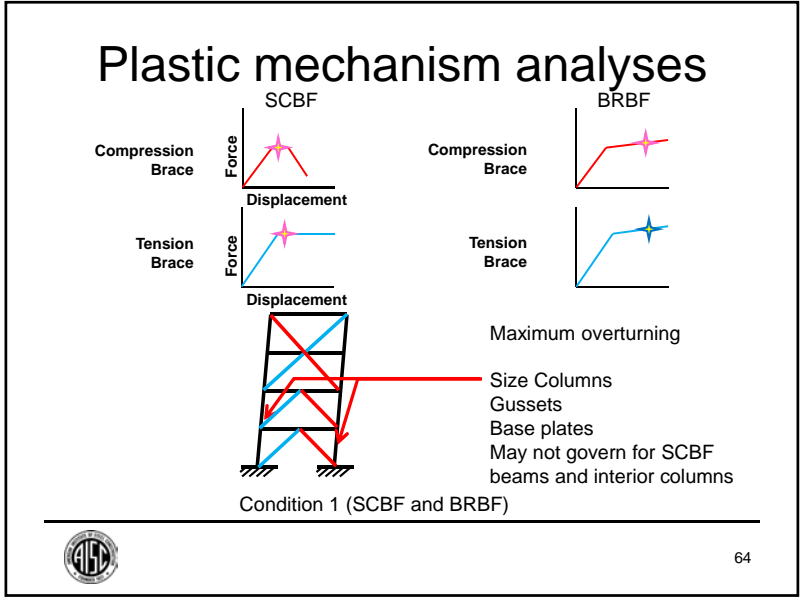 Plastic mechanism analyses
SCBF
Compression
Brace
Force
Displacement
Tension
Brace
Force
Displacement
BRBF
Compression
Brace
Tension
Brace
Maximum overturning
Size Columns
Gussets
Base plates
May not govern for SCBF
beams and interior columns
Condition 1 (SCBF and BRBF)
AISC
64